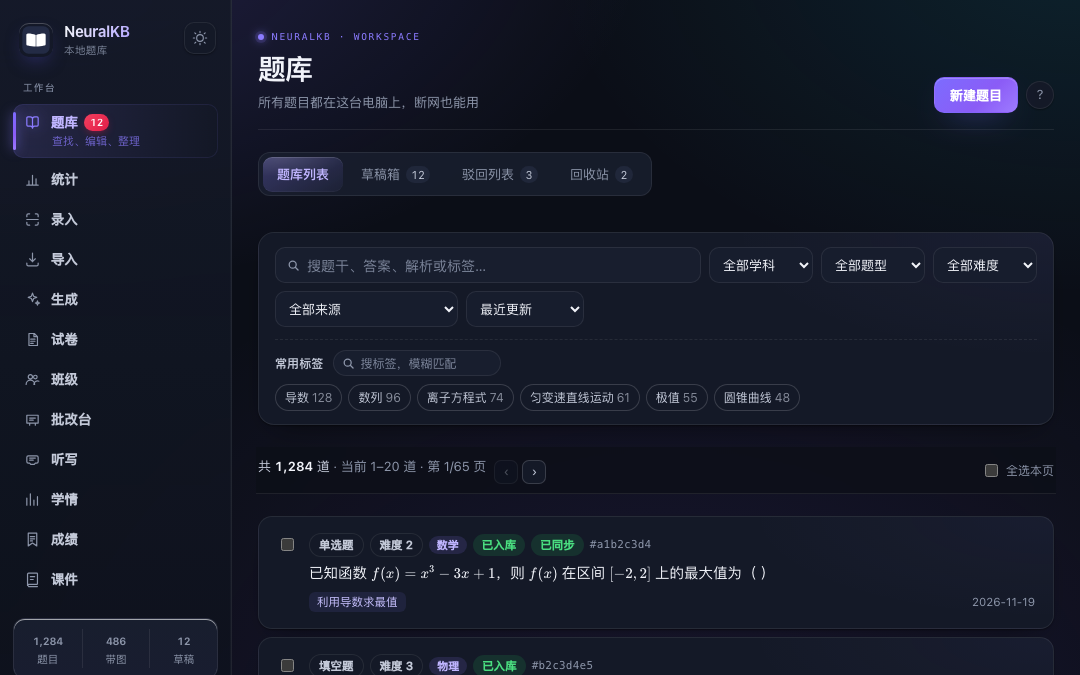 NeuralKB
本地题库
工作台
题库 12
查找、编辑、整理
统计
录入
导入
生成
试卷
班级
批改台
听写
学情
成绩
课件
1,284 486 12
题目 带图 草稿
NEURALKB · WORKSPACE
题库
所有题目都在这台电脑上，断网也能用
新建题目 ?
题库列表 草稿箱 12 驳回列表 3 回收站 2
搜题干、答案、解析或标签… 全部学科 全部题型 全部难度
全部来源 最近更新
常用标签 搜标签，模糊匹配
导数 128 数列 96 离子方程式 74 匀变速直线运动 61 极值 55 圆锥曲线 48
共 1,284 道 · 当前 1–20 道 · 第 1/65 页 ‹ › 全选本页
单选题 难度 2 数学 已入库 已同步 #a1b2c3d4
已知函数 f(x) = x³ − 3x + 1，则 f(x) 在区间 [−2, 2] 上的最大值为（ ）
利用导数求最值 2026-11-19
填空题 难度 3 物理 已入库 #b2c3d4e5